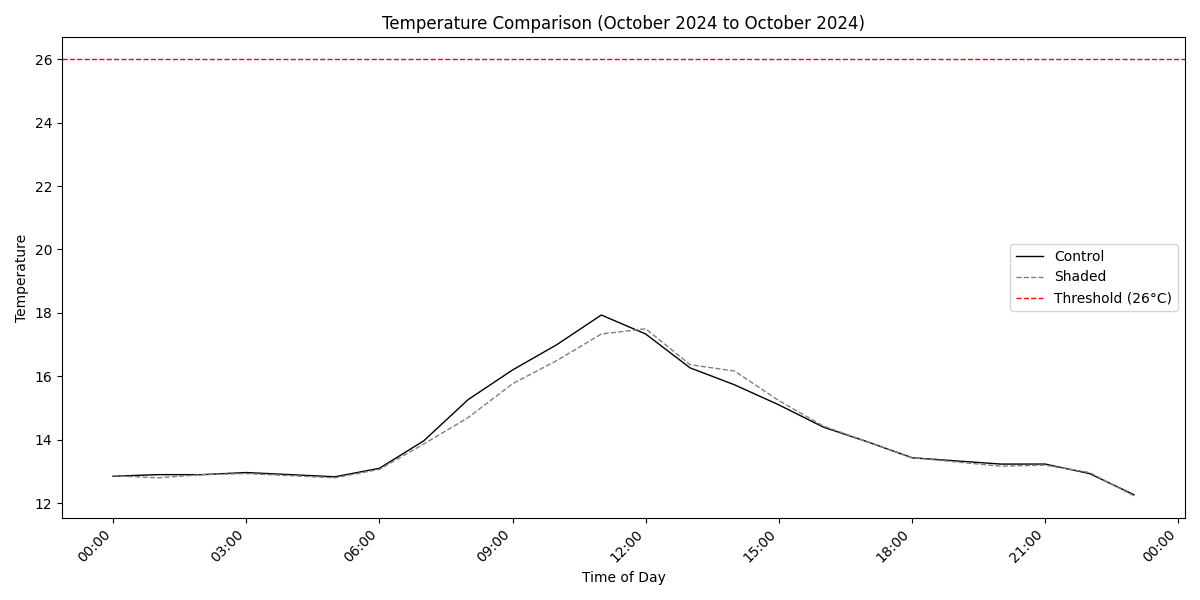 Temperature Comparison (October 2024 to October 2024)
Temperature
26
24
22
20
18
16
14
12
Control
Shaded
Threshold (26°C)
00:00
03:00
06:00
09:00
12:00
15:00
18:00
21:00
00:00
Time of Day